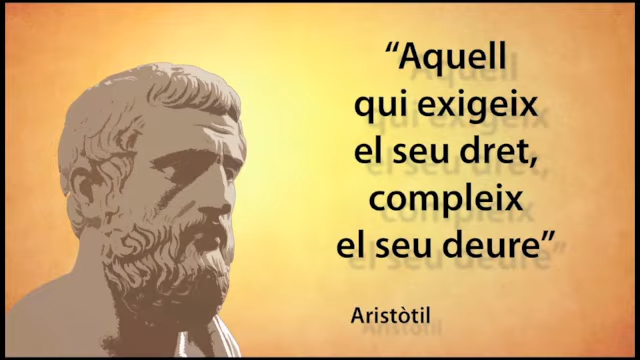 “Aquell
qui exigeix
el seu dret,
compleix
el seu deure”
Aristòtil